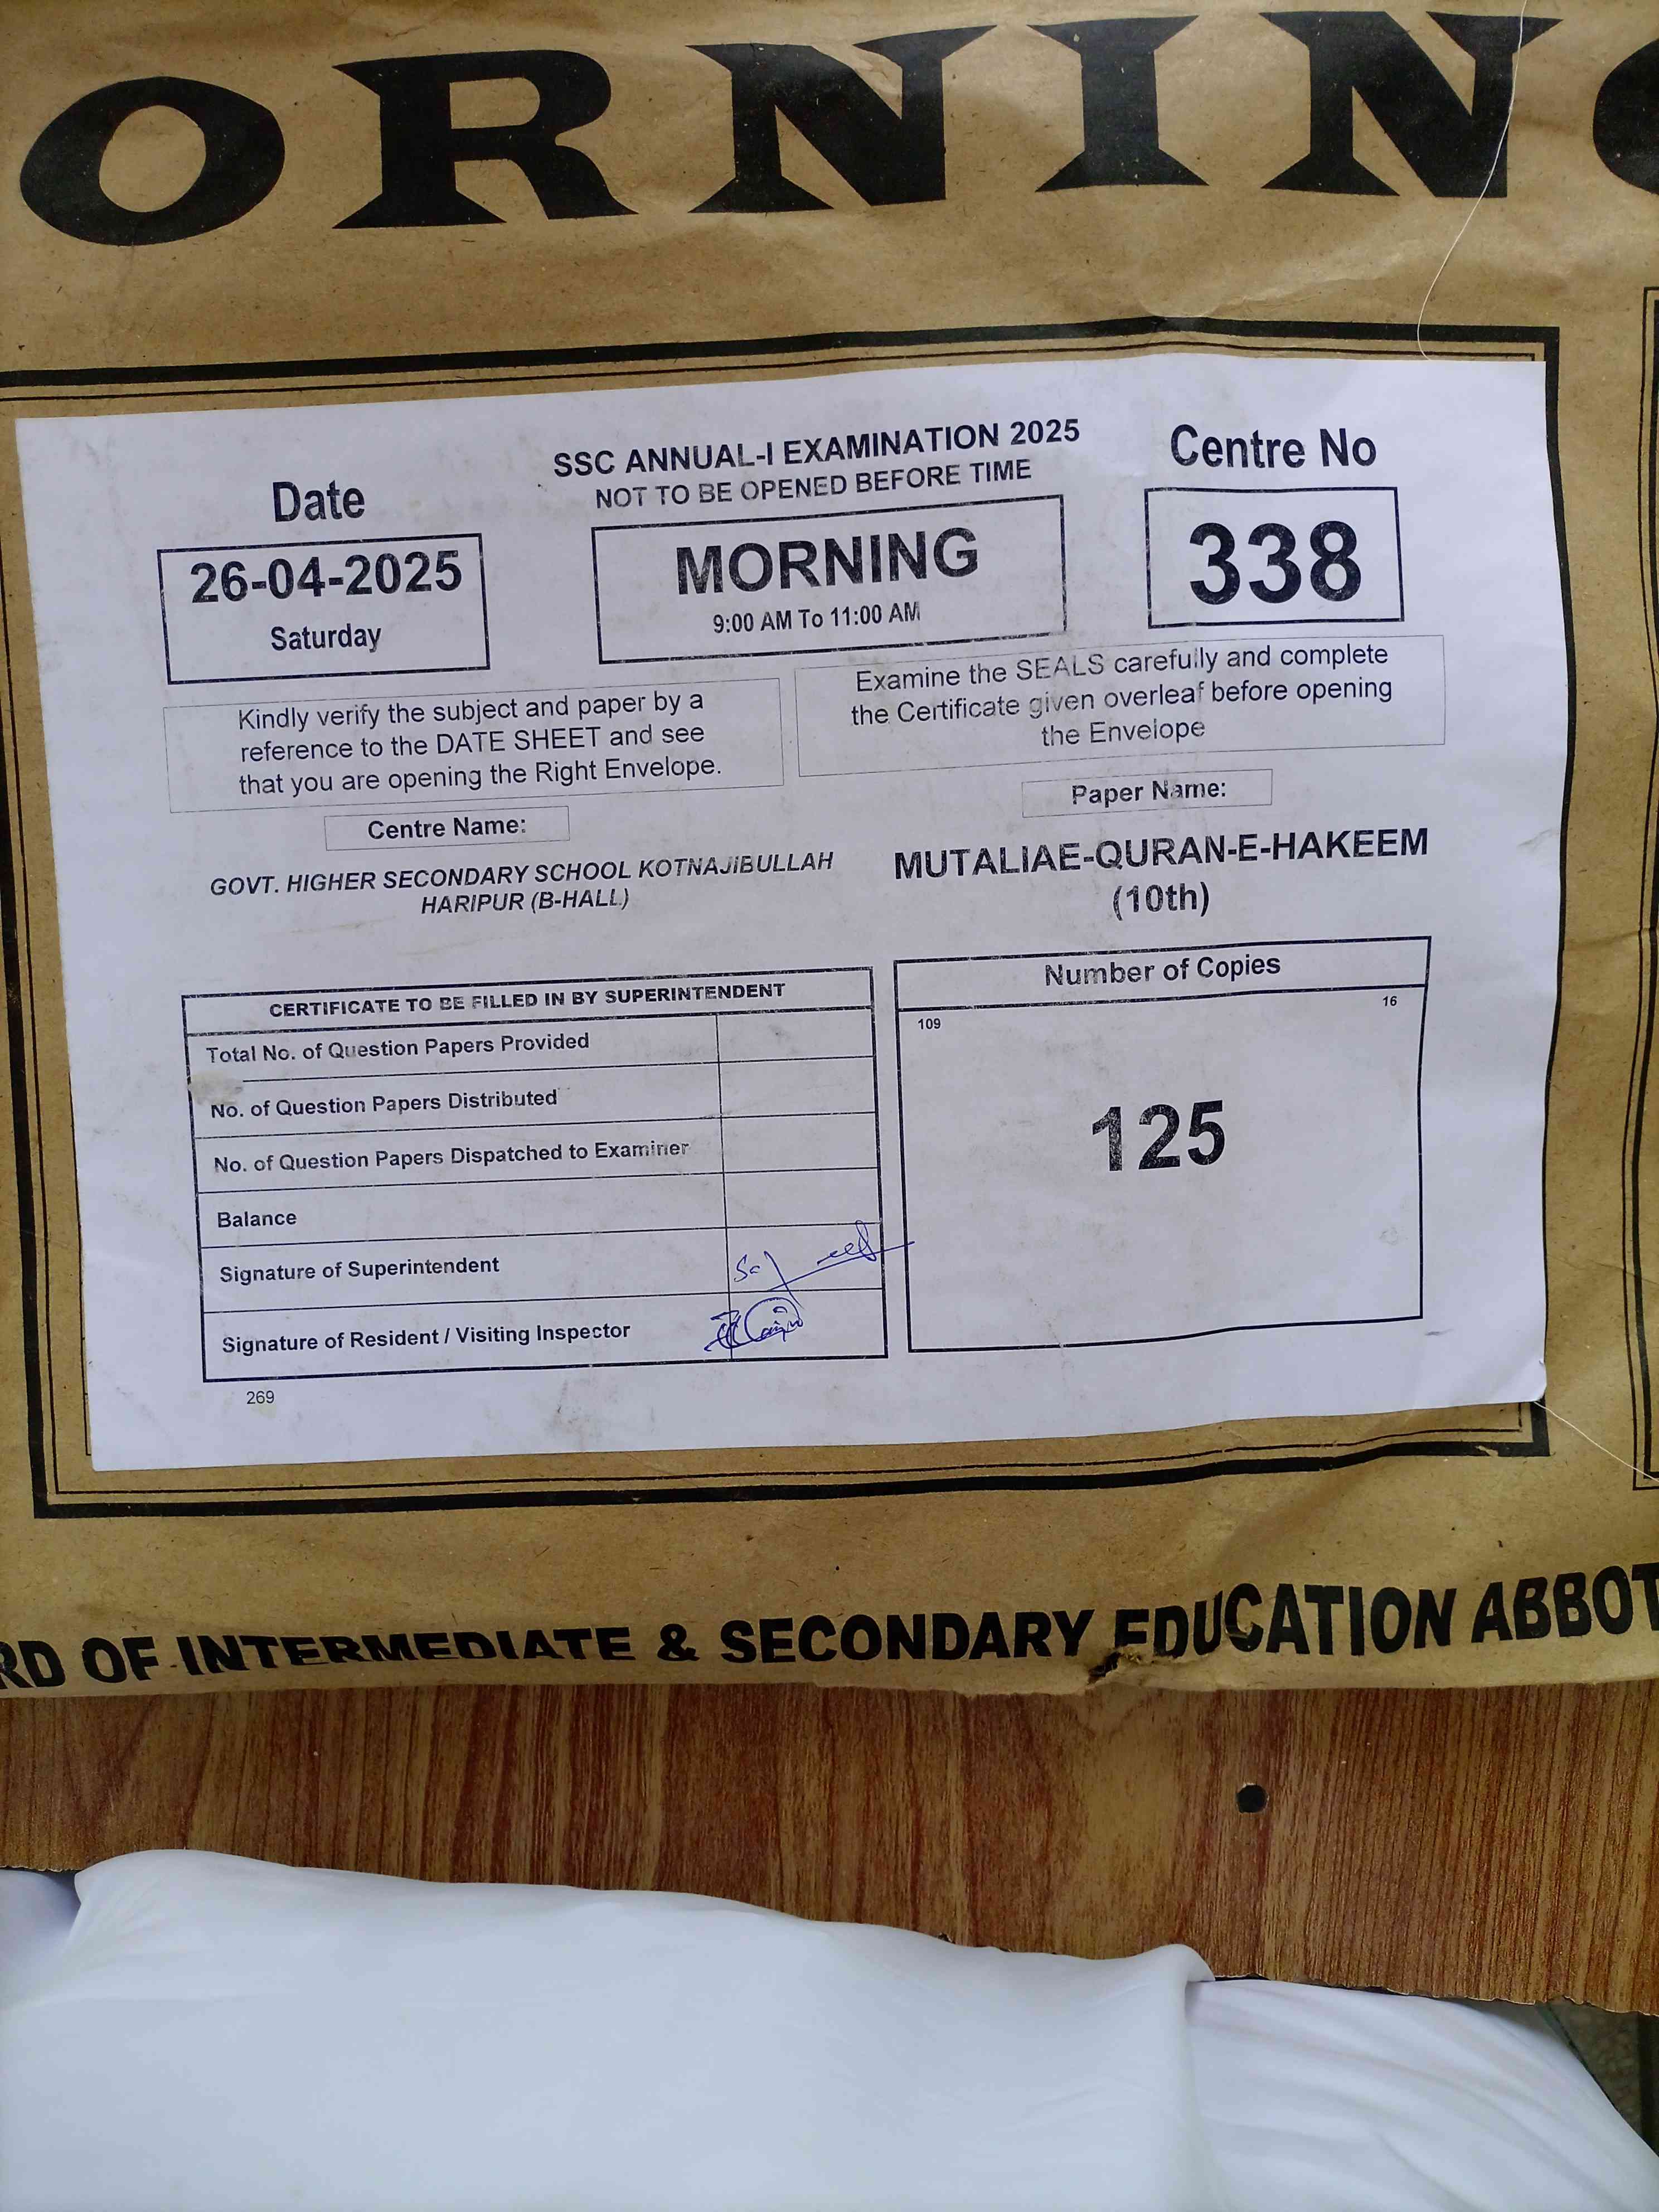 ORNING
SSC ANNUAL-I EXAMINATION 2025
NOT TO BE OPENED BEFORE TIME
Date
26-04-2025
Saturday
MORNING
9:00 AM To 11:00 AM
Centre No
338
Kindly verify the subject and paper by a
reference to the DATE SHEET and see
that you are opening the Right Envelope.
Examine the SEALS carefully and complete
the Certificate given overleaf before opening
the Envelope
Centre Name:
GOVT. HIGHER SECONDARY SCHOOL KOTNAJIBULLAH
HARIPUR (B-HALL)
Paper Name:
MUTALIAE-QURAN-E-HAKEEM
(10th)
CERTIFICATE TO BE FILLED IN BY SUPERINTENDENT
Total No. of Question Papers Provided
No. of Question Papers Distributed
No. of Question Papers Dispatched to Examiner
Balance
Signature of Superintendent
Signature of Resident / Visiting Inspector
269
Number of Copies
109
16
125
RD OF INTERMEDIATE & SECONDARY EDUCATION ABBOT